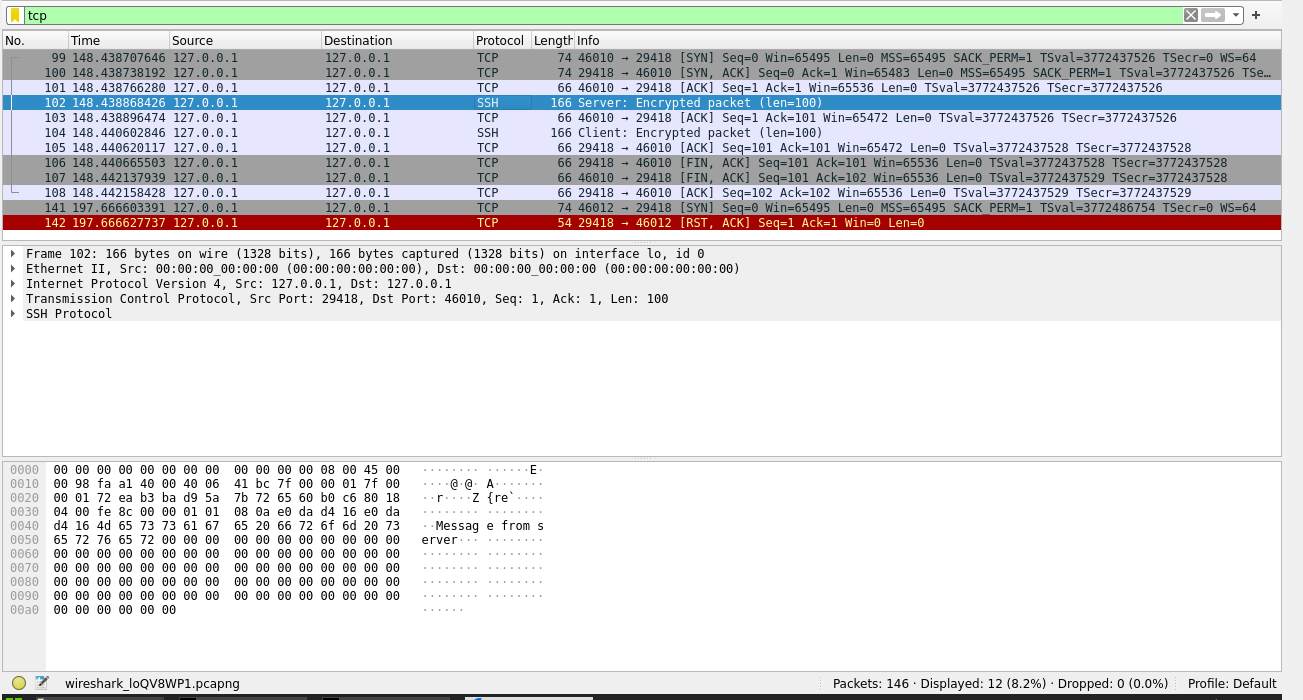 tcp
No. Time Source Destination Protocol Length Info
99 148.438707646 127.0.0.1 127.0.0.1 TCP 74 46010 → 29418 [SYN] Seq=0 Win=65495 Len=0 MSS=65495 SACK_PERM=1 TSval=3772437526 TSecr=0 WS=64
100 148.438738192 127.0.0.1 127.0.0.1 TCP 74 29418 → 46010 [SYN, ACK] Seq=0 Ack=1 Win=65483 Len=0 MSS=65495 SACK_PERM=1 TSval=3772437526 TSe…
101 148.438766280 127.0.0.1 127.0.0.1 TCP 66 46010 → 29418 [ACK] Seq=1 Ack=1 Win=65536 Len=0 TSval=3772437526 TSecr=3772437526
102 148.438868426 127.0.0.1 127.0.0.1 SSH 166 Server: Encrypted packet (len=100)
103 148.438896474 127.0.0.1 127.0.0.1 TCP 66 46010 → 29418 [ACK] Seq=1 Ack=101 Win=65472 Len=0 TSval=3772437526 TSecr=3772437526
104 148.440602846 127.0.0.1 127.0.0.1 SSH 166 Client: Encrypted packet (len=100)
105 148.440620117 127.0.0.1 127.0.0.1 TCP 66 29418 → 46010 [ACK] Seq=101 Ack=101 Win=65472 Len=0 TSval=3772437528 TSecr=3772437528
106 148.440665503 127.0.0.1 127.0.0.1 TCP 66 29418 → 46010 [FIN, ACK] Seq=101 Ack=101 Win=65536 Len=0 TSval=3772437528 TSecr=3772437528
107 148.442137939 127.0.0.1 127.0.0.1 TCP 66 46010 → 29418 [FIN, ACK] Seq=101 Ack=102 Win=65536 Len=0 TSval=3772437529 TSecr=3772437528
108 148.442158428 127.0.0.1 127.0.0.1 TCP 66 29418 → 46010 [ACK] Seq=102 Ack=102 Win=65536 Len=0 TSval=3772437529 TSecr=3772437529
141 197.666603371 127.0.0.1 127.0.0.1 TCP 74 46012 → 29418 [SYN] Seq=0 Win=65495 Len=0 MSS=65495 SACK_PERM=1 TSval=3772486754 TSecr=0 WS=64
142 197.666627737 127.0.0.1 127.0.0.1 TCP 54 29418 → 46012 [RST, ACK] Seq=1 Ack=1 Win=0 Len=0
Frame 102: 166 bytes on wire (1328 bits), 166 bytes captured (1328 bits) on interface lo, id 0
Ethernet II, Src: 00:00:00_00:00:00 (00:00:00:00:00:00), Dst: 00:00:00_00:00:00 (00:00:00:00:00:00)
Internet Protocol Version 4, Src: 127.0.0.1, Dst: 127.0.0.1
Transmission Control Protocol, Src Port: 29418, Dst Port: 46010, Seq: 1, Ack: 1, Len: 100
SSH Protocol
0000 00 00 00 00 00 00 00 00 00 00 00 00 08 00 45 00 ········ ······E·
0010 00 98 fa a1 40 00 40 06 41 bc 7f 00 00 01 7f 00 ····@·@· A·······
0020 00 01 72 ea b3 ba d9 5a 7b 72 65 60 b0 c6 80 18 ··r····Z {re`····
0030 04 00 fe 8c 00 00 01 01 08 0a e0 da d4 16 e0 da ········ ········
0040 d4 16 4d 65 73 73 61 67 65 20 66 72 6f 6d 20 73 ··Messag e from s
0050 65 72 76 65 72 00 00 00 00 00 00 00 00 00 00 00 erver··· ········
0060 00 00 00 00 00 00 00 00 00 00 00 00 00 00 00 00 ········ ········
0070 00 00 00 00 00 00 00 00 00 00 00 00 00 00 00 00 ········ ········
0080 00 00 00 00 00 00 00 00 00 00 00 00 00 00 00 00 ········ ········
0090 00 00 00 00 00 00 00 00 00 00 00 00 00 00 00 00 ········ ········
00a0 00 00 00 00 00 00 ······
wireshark_loQV8WP1.pcapng Packets: 146 · Displayed: 12 (8.2%) · Dropped: 0 (0.0%) Profile: Default